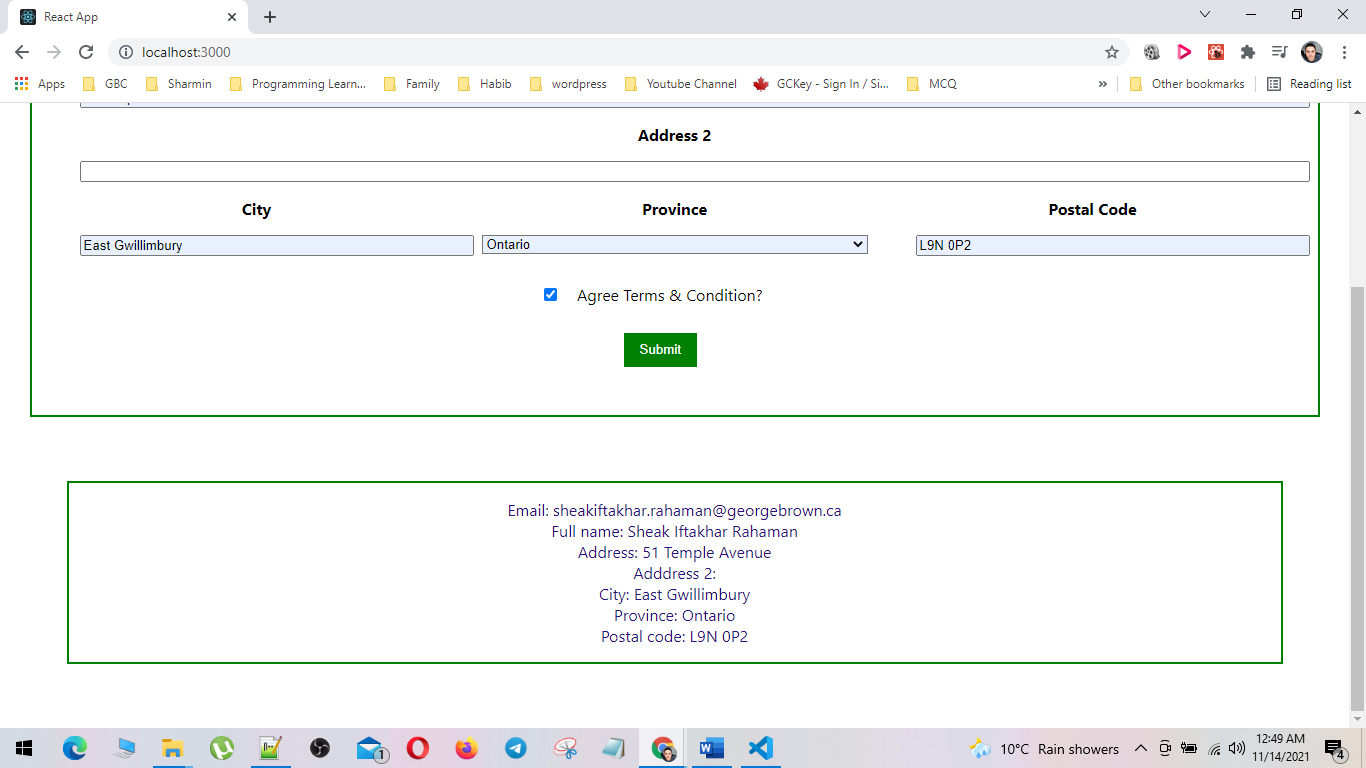 React App
localhost:3000
Apps GBC Sharmin Programming Learn... Family Habib wordpress Youtube Channel GCKey - Sign In / Si... MCQ » Other bookmarks Reading list
Address 2
City Province Postal Code
East Gwillimbury Ontario L9N 0P2
Agree Terms & Condition?
Submit
Email: sheakiftakhar.rahaman@georgebrown.ca
Full name: Sheak Iftakhar Rahaman
Address: 51 Temple Avenue
Adddress 2:
City: East Gwillimbury
Province: Ontario
Postal code: L9N 0P2
1 10°C Rain showers 12:49 AM
11/14/2021 4